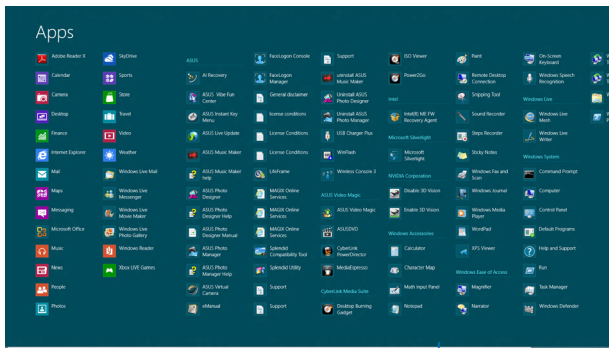 Apps
Adobe Reader X
Calendar
Camera
Desktop
Finance
Internet Explorer
Mail
Maps
Messaging
Microsoft Office
Music
News
People
Photos
SkyDrive
Sports
Store
Travel
Video
Weather
Windows Live Mail
Windows Live
Messenger
Windows Live
Movie Maker
Windows Live
Photo Gallery
Windows Reader
Xbox LIVE Games
ASUS
AI Recovery
ASUS Vibe Fun
Center
ASUS Instant Key
Menu
ASUS Live Update
ASUS Music Maker
ASUS Music Maker
help
ASUS Photo
Designer
ASUS Photo
Designer Help
ASUS Photo
Designer Manual
ASUS Photo
Manager
ASUS Photo
Manager Help
ASUS Virtual
Camera
eManual
FaceLogon Console
FaceLogon
Manager
General disclaimer
license conditions
License Conditions
License Conditions
LifeFrame
MAGIX Online
Services
MAGIX Online
Services
MAGIX Online
Services
Splendid
Compatibility Tool
Splendid Utility
Support
Support
Support
uninstall ASUS
Music Maker
Uninstall ASUS
Photo Designer
Uninstall ASUS
Photo Manager
USB Charger Plus
WinFlash
Wireless Console 3
ASUS Video Magic
ASUS Video Magic
ASUSDVD
CyberLink
PowerDirector
MediaEspresso
CyberLink Media Suite
Desktop Burning
Gadget
ISO Viewer
Power2Go
Intel
Intel(R) ME FW
Recovery Agent
Microsoft Silverlight
Microsoft
Silverlight
NVIDIA Corporation
Disable 3D Vision
Disable 3D Vision
Windows Accessories
Calculator
Character Map
Math Input Panel
Notepad
Paint
Remote Desktop
Connection
Snipping Tool
Sound Recorder
Steps Recorder
Sticky Notes
Windows Fax and
Scan
Windows Journal
Windows Media
Player
WordPad
XPS Viewer
Windows Ease of Access
Magnifier
Narrator
On-Screen
Keyboard
Windows Speech
Recognition
Windows Live
Windows Live
Mesh
Windows Live
Writer
Windows System
Command Prompt
Computer
Control Panel
Default Programs
Help and Support
Run
Task Manager
Windows Defender